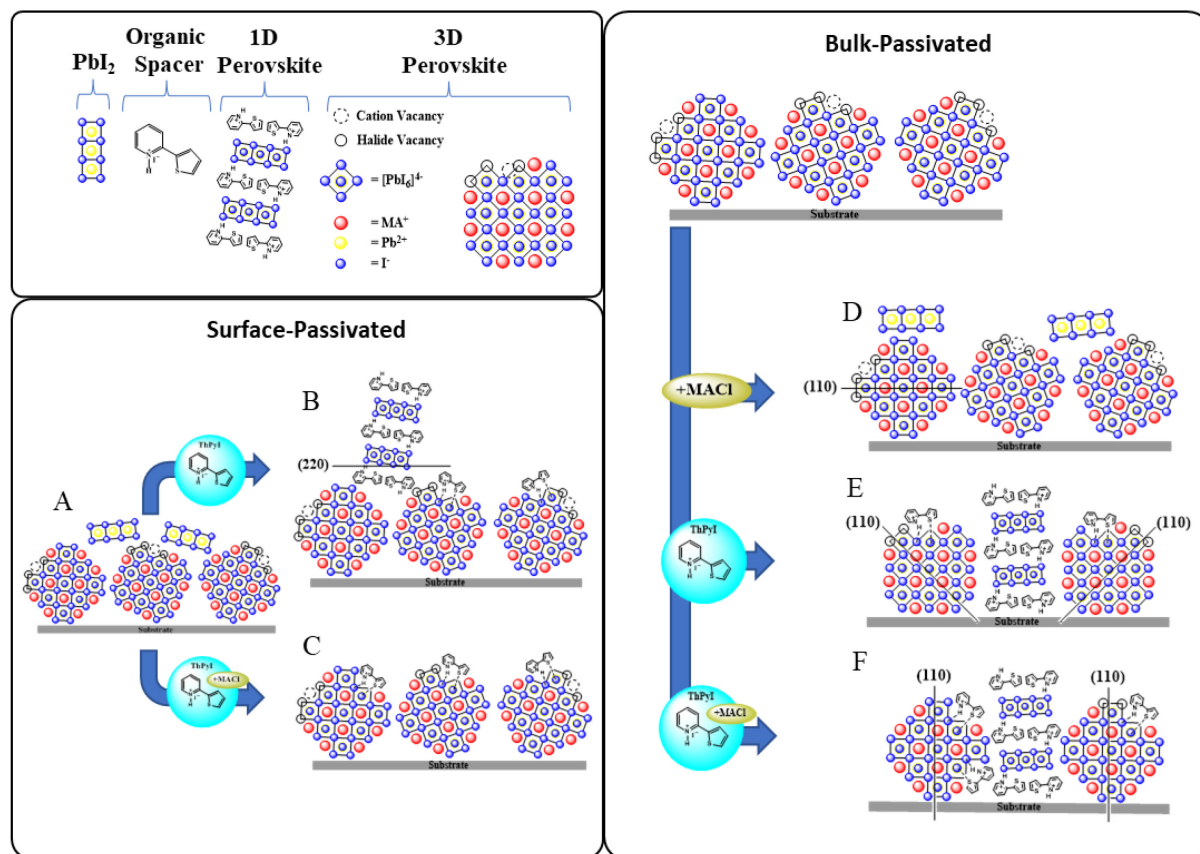 PbI₂
Organic
Spacer
1D
Perovskite
3D
Perovskite
Cation Vacancy
Halide Vacancy
= [PbI₆]⁴⁻
= MA⁺
= Pb²⁺
= I⁻
Surface-Passivated
A
Substrate
ThPyI
B
(220)
Substrate
ThPyI
+MACl
C
Substrate
Bulk-Passivated
Substrate
+MACl
D
(110)
Substrate
ThPyI
E
(110)
(110)
Substrate
ThPyI
+MACl
F
(110)
(110)
Substrate